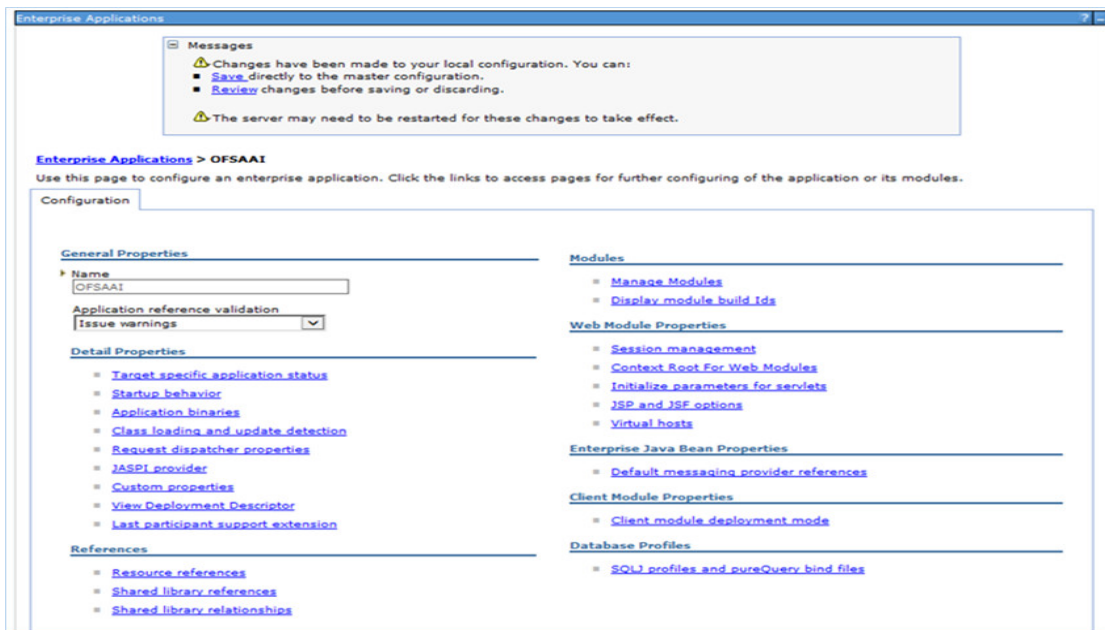 Enterprise Applications
? -
Messages
Changes have been made to your local configuration. You can:
Save directly to the master configuration.
Review changes before saving or discarding.
The server may need to be restarted for these changes to take effect.
Enterprise Applications > OFSAAI
Use this page to configure an enterprise application. Click the links to access pages for further configuring of the application or its modules.
Configuration
General Properties
Name
OFSAAI
Application reference validation
Issue warnings
Detail Properties
Target specific application status
Startup behavior
Application binaries
Class loading and update detection
Request dispatcher properties
JASPI provider
Custom properties
View Deployment Descriptor
Last participant support extension
References
Resource references
Shared library references
Shared library relationships
Modules
Manage Modules
Display module build Ids
Web Module Properties
Session management
Context Root For Web Modules
Initialize parameters for servlets
JSP and JSF options
Virtual hosts
Enterprise Java Bean Properties
Default messaging provider references
Client Module Properties
Client module deployment mode
Database Profiles
SQLJ profiles and pureQuery bind files